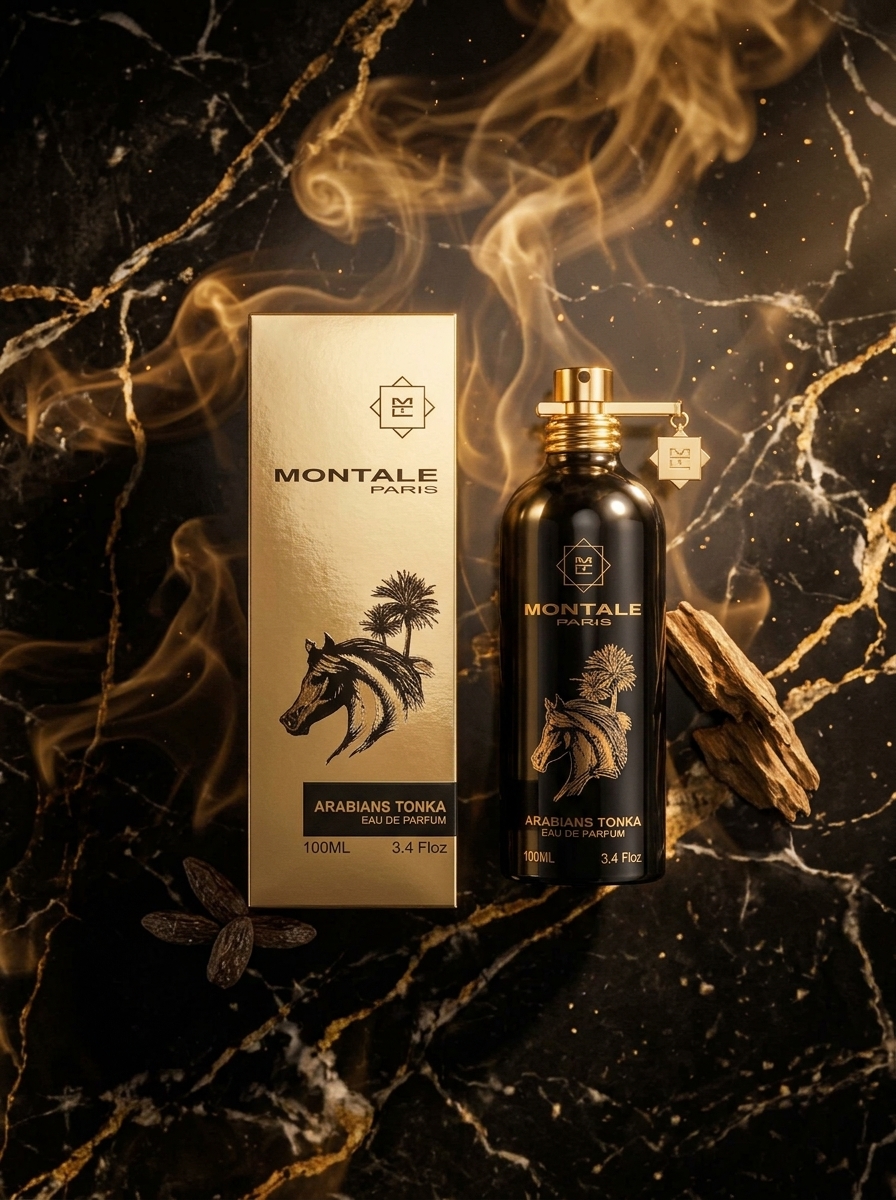 MONTALE
PARIS
ARABIANS TONKA
EAU DE PARFUM
100ML 3.4 Floz
MONTALE
PARIS
ARABIANS TONKA
EAU DE PARFUM
100ML 3.4 Floz